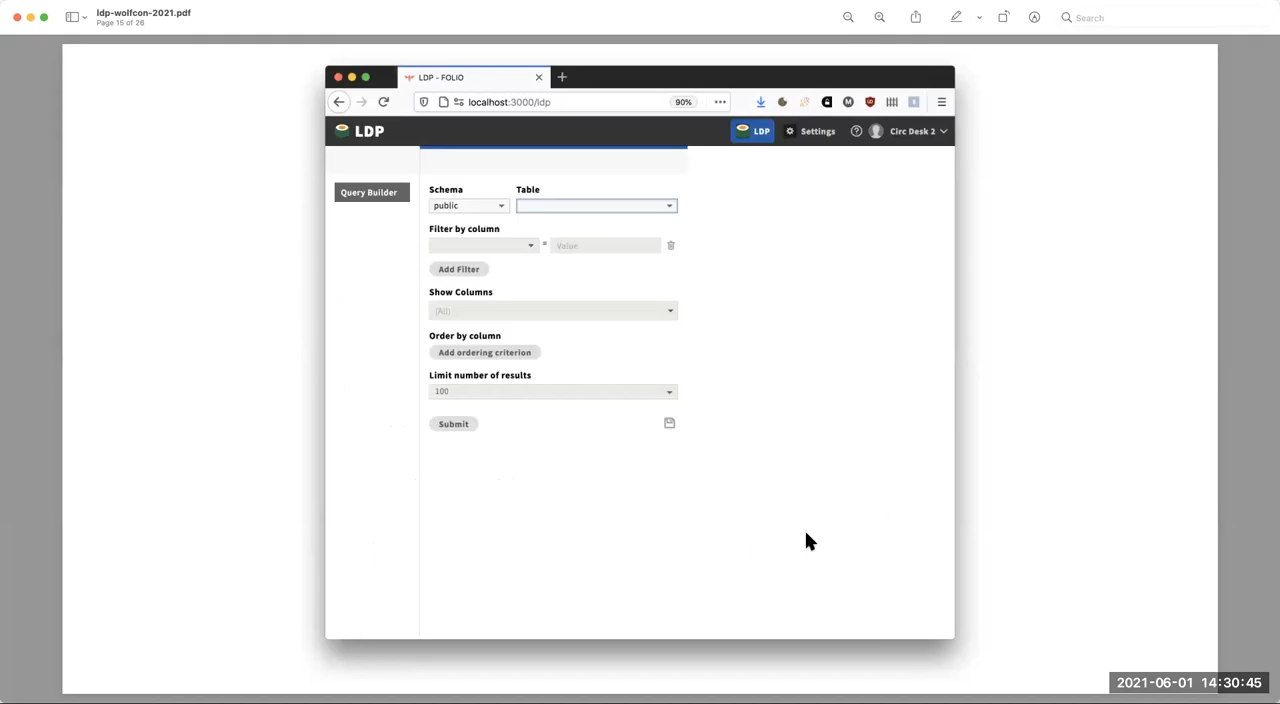 ldp-wolfcon-2021.pdf
Page 15 of 26
Search
LDP - FOLIO
localhost:3000/ldp
90%
LDP
LDP
Settings
Circ Desk 2
Query Builder
Schema
Table
public
Filter by column
=
Value
Add Filter
Show Columns
(All)
Order by column
Add ordering criterion
Limit number of results
100
Submit
2021-06-01 14:30:45